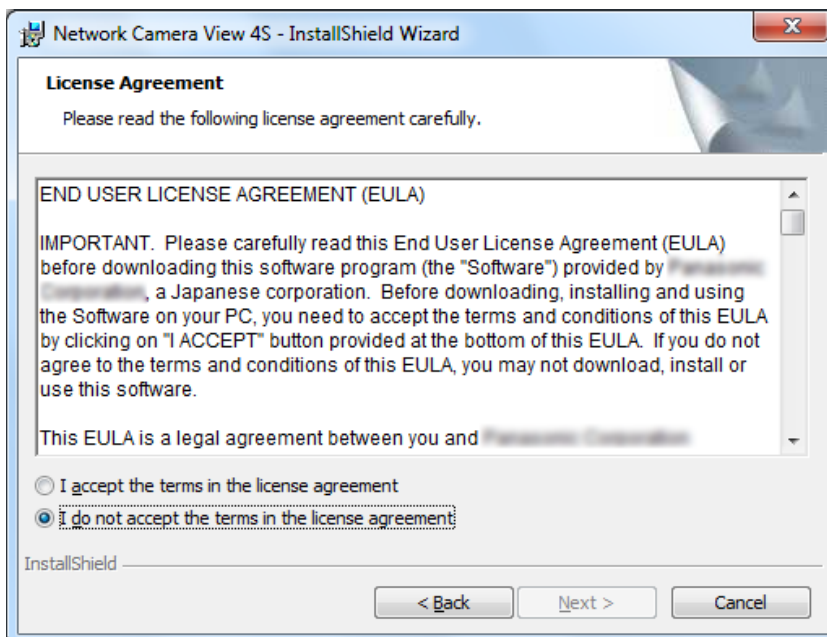 Network Camera View 4S - InstallShield Wizard
License Agreement
Please read the following license agreement carefully.
END USER LICENSE AGREEMENT (EULA)
IMPORTANT.  Please carefully read this End User License Agreement (EULA)
before downloading this software program (the "Software") provided by
, a Japanese corporation.  Before downloading, installing and using
the Software on your PC, you need to accept the terms and conditions of this EULA
by clicking on "I ACCEPT" button provided at the bottom of this EULA.  If you do not
agree to the terms and conditions of this EULA, you may not download, install or
use this software.
This EULA is a legal agreement between you and
I accept the terms in the license agreement
I do not accept the terms in the license agreement
InstallShield
< Back
Next >
Cancel